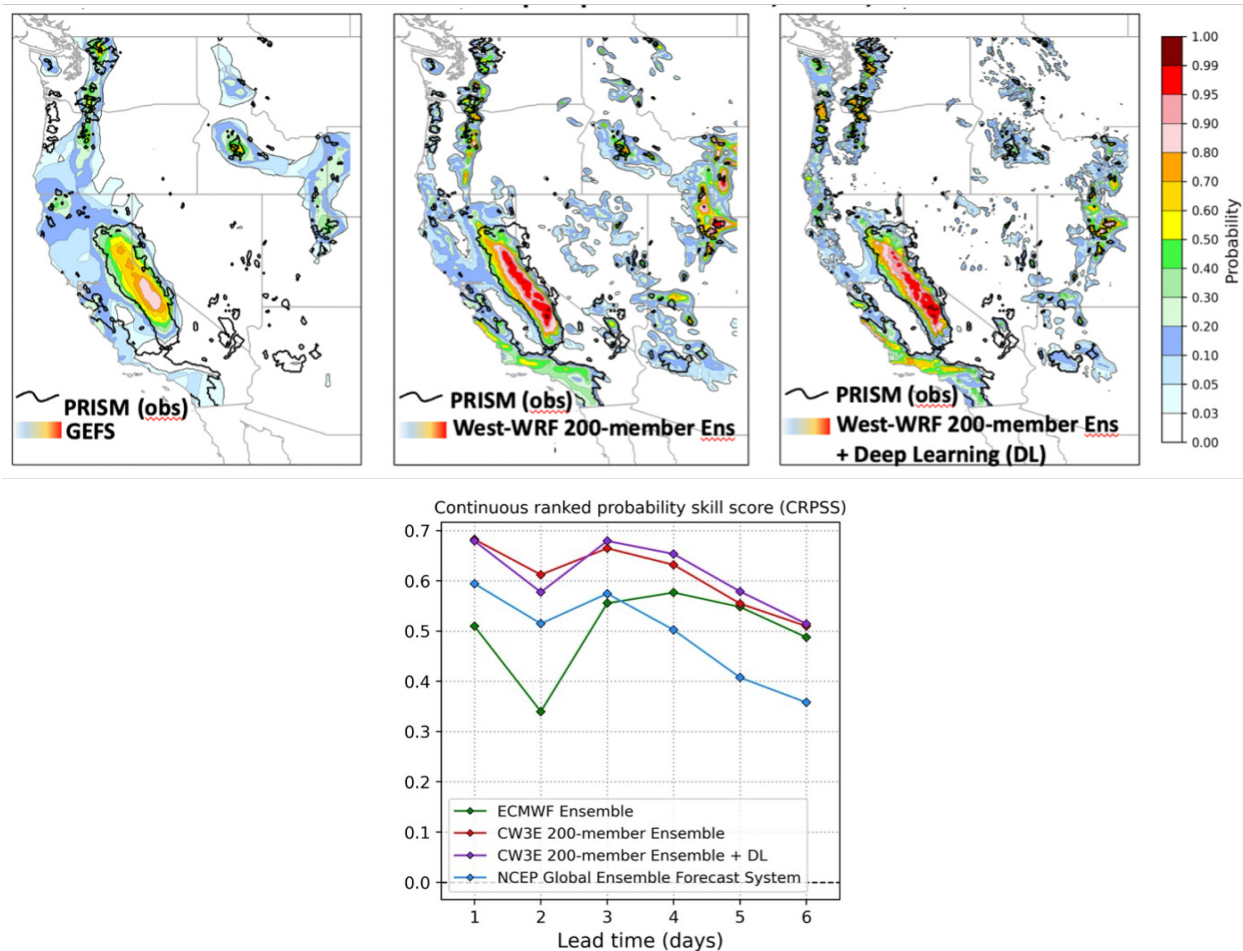 PRISM (obs)
GEFS
PRISM (obs)
West-WRF 200-member Ens
PRISM (obs)
West-WRF 200-member Ens
+ Deep Learning (DL)
1.00
0.99
0.95
0.90
0.80
0.70
0.60
0.50
0.40
0.30
0.20
0.10
0.05
0.03
0.00
Probability
Continuous ranked probability skill score (CRPSS)
0.7
0.6
0.5
0.4
0.3
0.2
0.1
0.0
ECMWF Ensemble
CW3E 200-member Ensemble
CW3E 200-member Ensemble + DL
NCEP Global Ensemble Forecast System
1 2 3 4 5 6
Lead time (days)